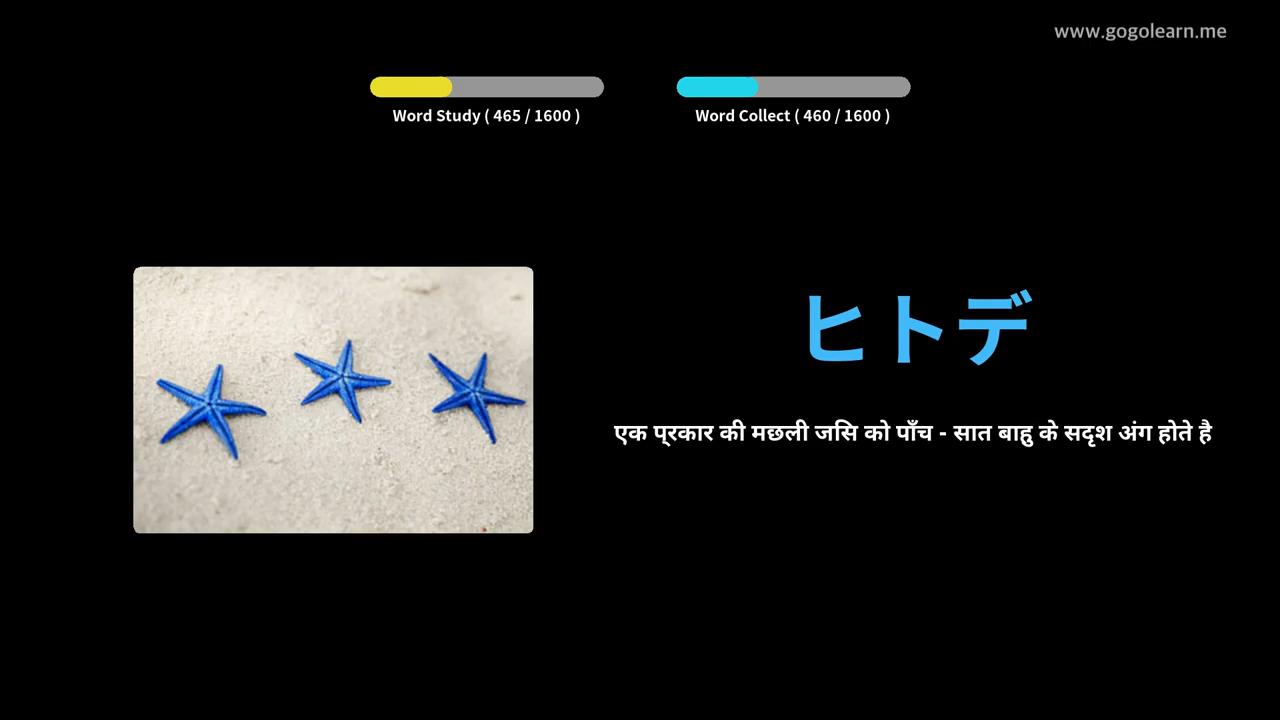 www.gogolearn.me
Word Study ( 465 / 1600 )
Word Collect ( 460 / 1600 )
ヒトデ
एक प्रकार की मछली जसि को पाँच - सात बाहु के सदृश अंग होते है